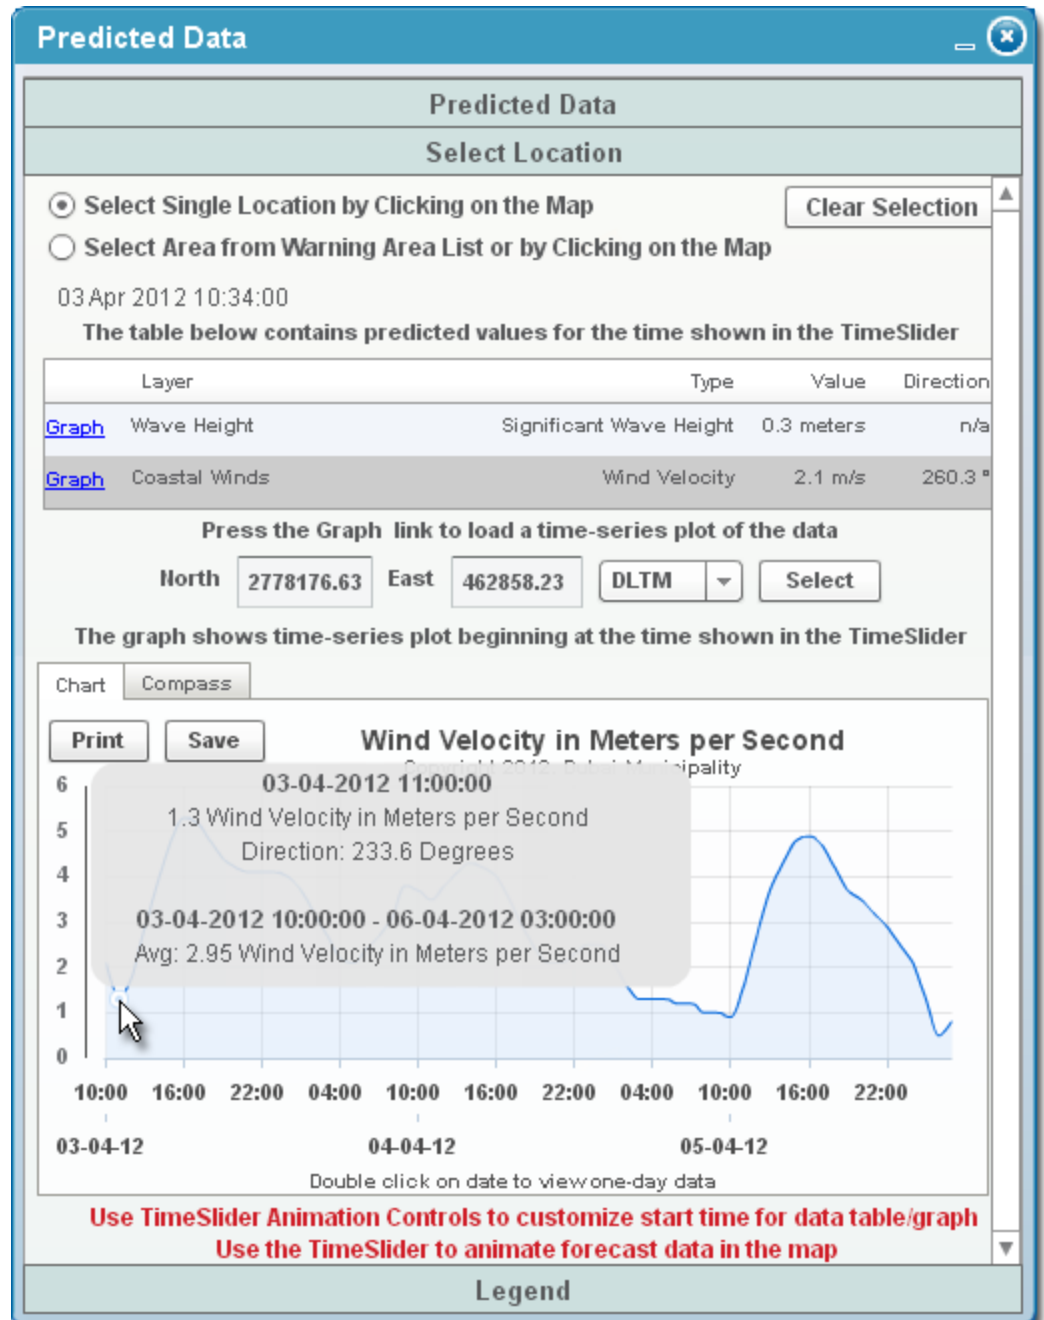 Predicted Data
Predicted Data
Select Location
Select Single Location by Clicking on the Map
Clear Selection
Select Area from Warning Area List or by Clicking on the Map
03 Apr 2012 10:34:00
The table below contains predicted values for the time shown in the TimeSlider
Layer Type Value Direction
Graph Wave Height Significant Wave Height 0.3 meters n/a
Graph Coastal Winds Wind Velocity 2.1 m/s 260.3 °
Press the Graph link to load a time-series plot of the data
North 2778176.63 East 462858.23 DLTM Select
The graph shows time-series plot beginning at the time shown in the TimeSlider
Chart Compass
Print Save Wind Velocity in Meters per Second
Copyright 2012, Dubai Municipality
03-04-2012 11:00:00
1.3 Wind Velocity in Meters per Second
Direction: 233.6 Degrees
03-04-2012 10:00:00 - 06-04-2012 03:00:00
Avg: 2.95 Wind Velocity in Meters per Second
6
5
4
3
2
1
0
10:00 16:00 22:00 04:00 10:00 16:00 22:00 04:00 10:00 16:00 22:00
03-04-12 04-04-12 05-04-12
Double click on date to view one-day data
Use TimeSlider Animation Controls to customize start time for data table/graph
Use the TimeSlider to animate forecast data in the map
Legend